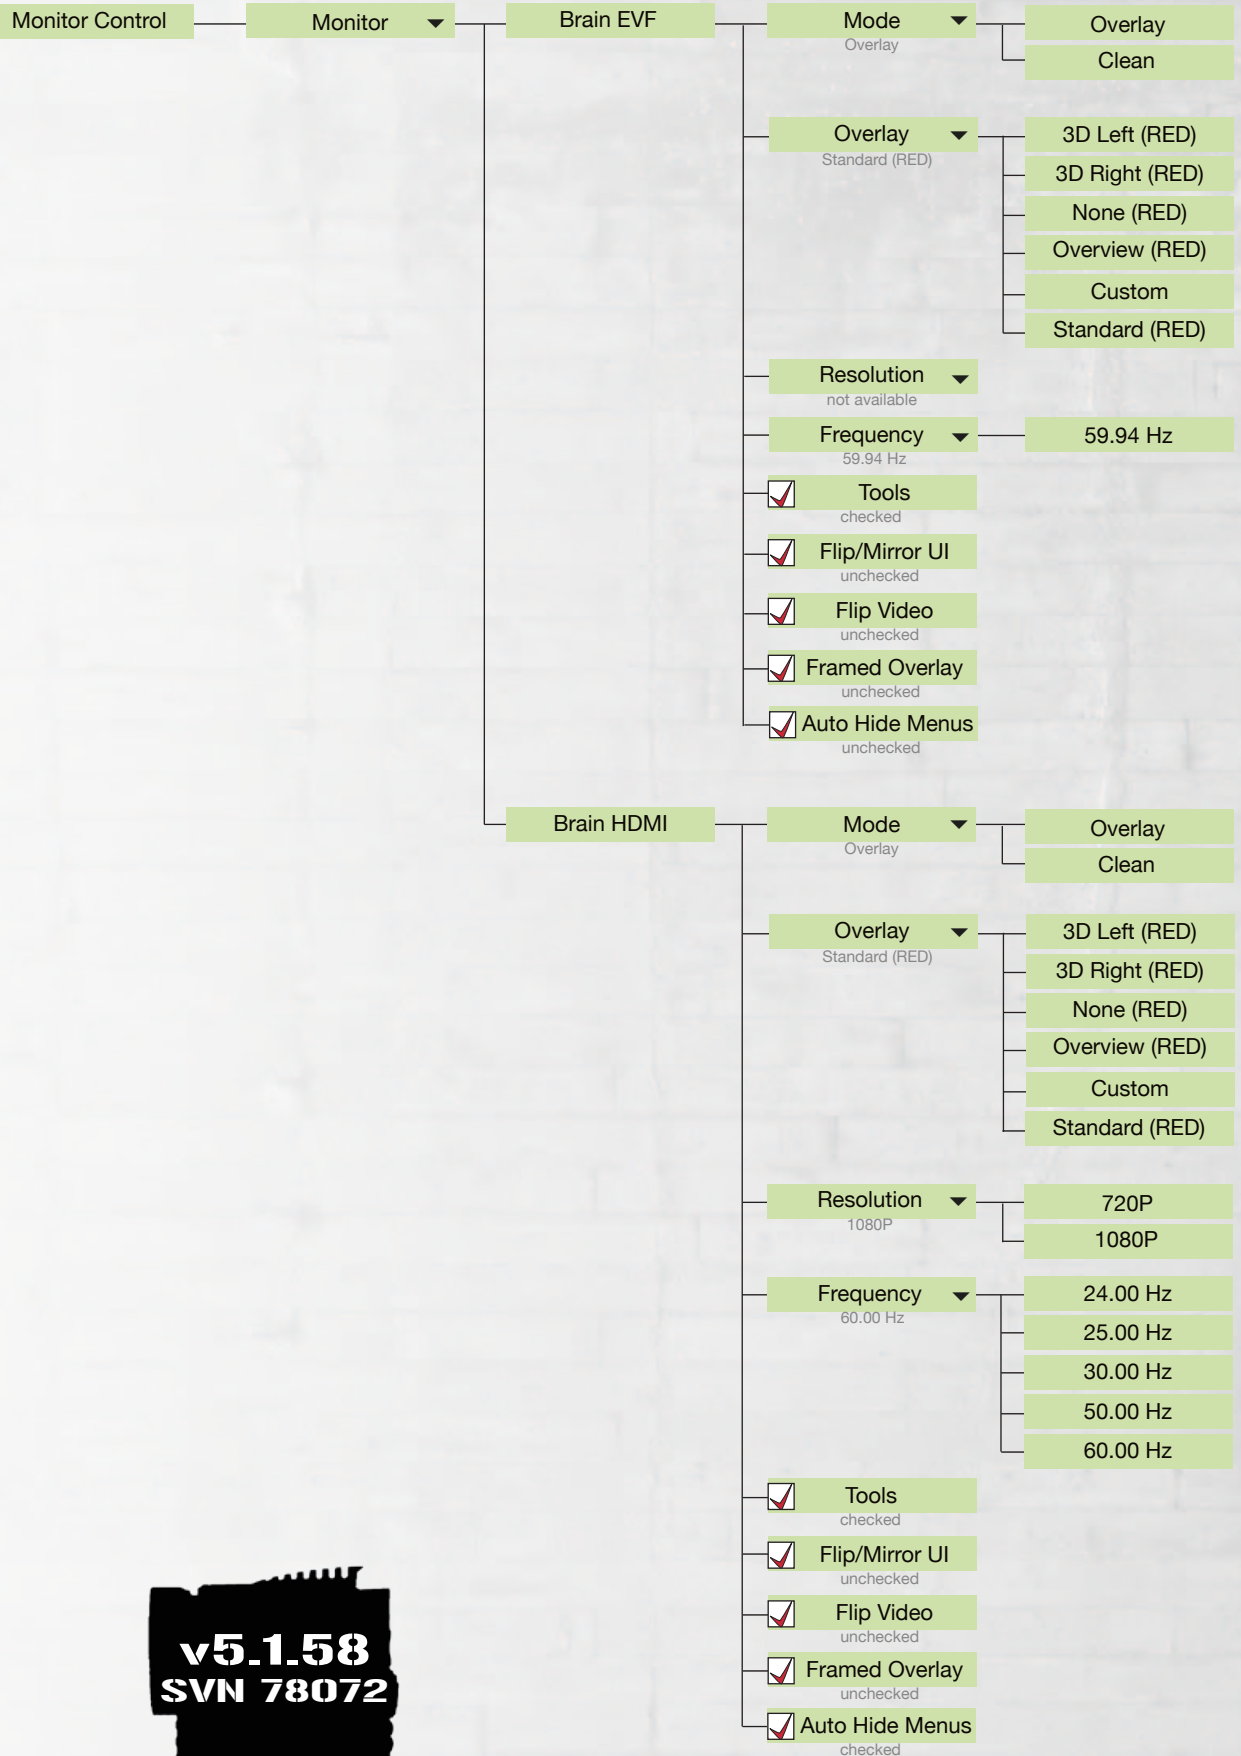 Monitor Control
Monitor
Brain EVF
Mode
Overlay
Overlay
Clean
Overlay
Standard (RED)
3D Left (RED)
3D Right (RED)
None (RED)
Overview (RED)
Custom
Standard (RED)
Resolution
not available
Frequency
59.94 Hz
59.94 Hz
Tools
checked
Flip/Mirror UI
unchecked
Flip Video
unchecked
Framed Overlay
unchecked
Auto Hide Menus
unchecked
Brain HDMI
Mode
Overlay
Overlay
Clean
Overlay
Standard (RED)
3D Left (RED)
3D Right (RED)
None (RED)
Overview (RED)
Custom
Standard (RED)
Resolution
1080P
720P
1080P
Frequency
60.00 Hz
24.00 Hz
25.00 Hz
30.00 Hz
50.00 Hz
60.00 Hz
Tools
checked
Flip/Mirror UI
unchecked
Flip Video
unchecked
Framed Overlay
unchecked
Auto Hide Menus
checked
v5.1.58
SVN 78072